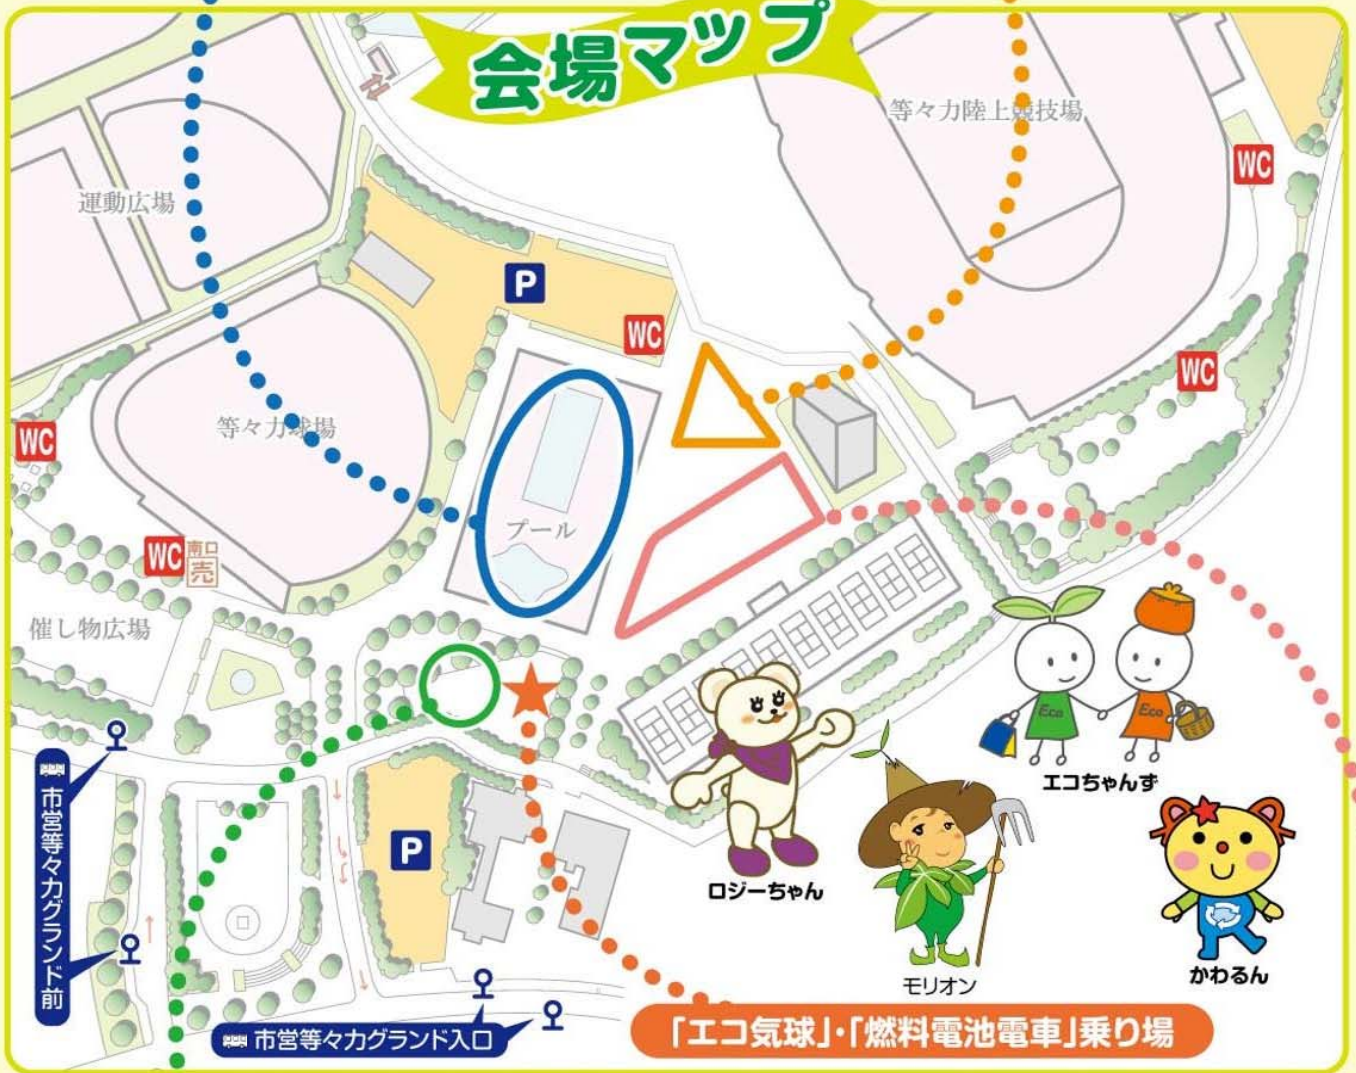 会場マップ
等々力陸上競技場
WC
運動広場
P
WC
WC
等々力球場
WC
プール
WC
南口
売
催し物広場
Eco
Eco
エコちゃんず
市営等々力グランド前
P
ロジーちゃん
モリオン
かわるん
市営等々力グランド入口
「エコ気球」・「燃料電池電車」乗り場